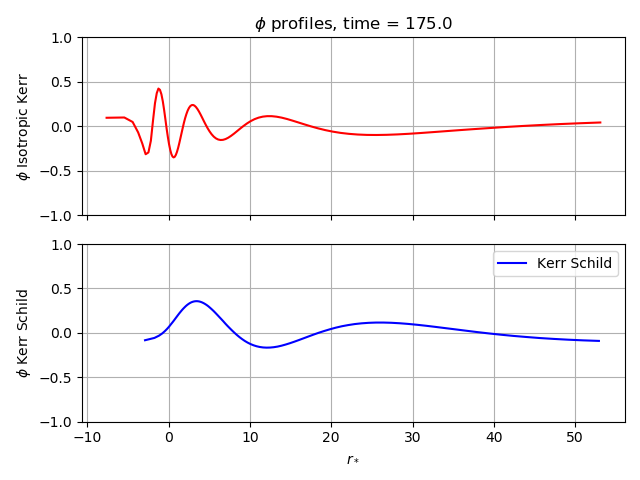 ϕ profiles, time = 175.0
1.0
0.5
0.0
−0.5
−1.0
ϕ Isotropic Kerr
1.0
0.5
0.0
−0.5
−1.0
ϕ Kerr Schild
Kerr Schild
−10 0 10 20 30 40 50
r*